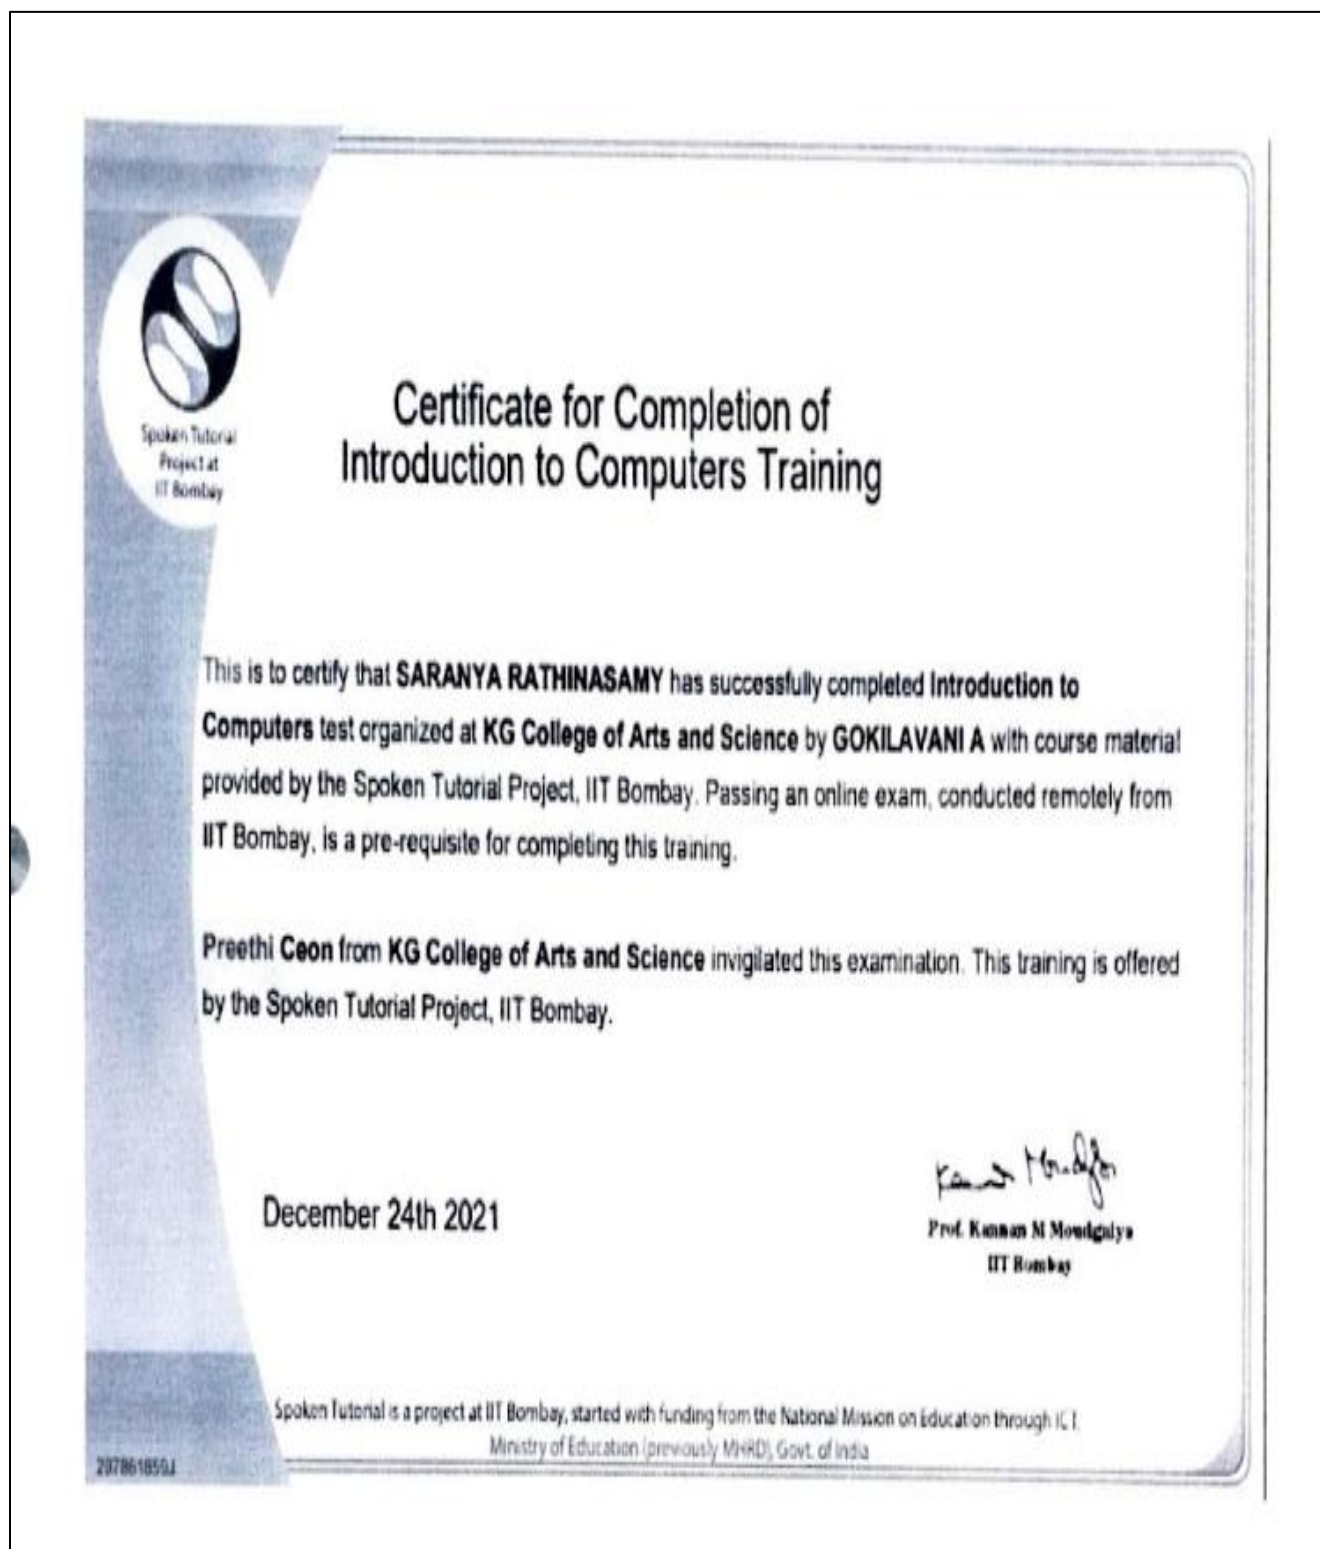 Spoken Tutorial
Project at
IIT Bombay
Certificate for Completion of
Introduction to Computers Training
This is to certify that SARANYA RATHINASAMY has successfully completed Introduction to
Computers test organized at KG College of Arts and Science by GOKILAVANI A with course material
provided by the Spoken Tutorial Project, IIT Bombay. Passing an online exam, conducted remotely from
IIT Bombay, is a pre-requisite for completing this training.
Preethi Ceon from KG College of Arts and Science invigilated this examination. This training is offered
by the Spoken Tutorial Project, IIT Bombay.
December 24th 2021
Prof. Kannan M Moudgalya
IIT Bombay
Spoken Tutorial is a project at IIT Bombay, started with funding from the National Mission on Education through ICT,
Ministry of Education (previously MHRD), Govt. of India